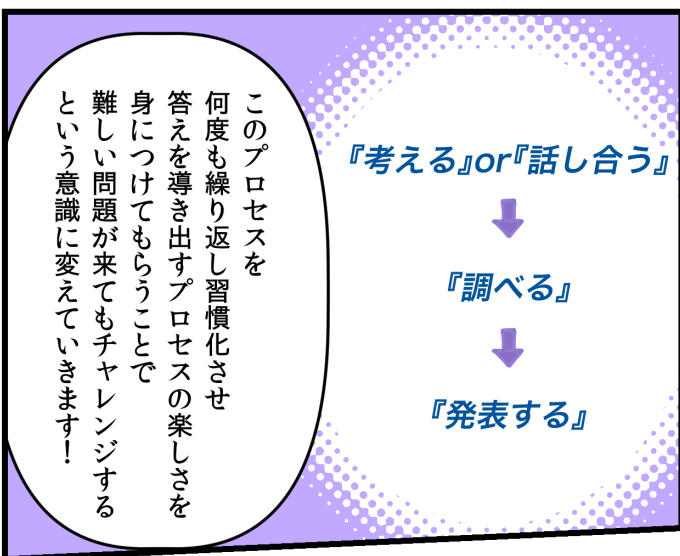 『考える』or『話し合う』
『調べる』
『発表する』
このプロセスを
何度も繰り返し習慣化させ
答えを導き出すプロセスの楽しさを
身につけてもらうことで
難しい問題が来てもチャレンジする
という意識に変えていきます！